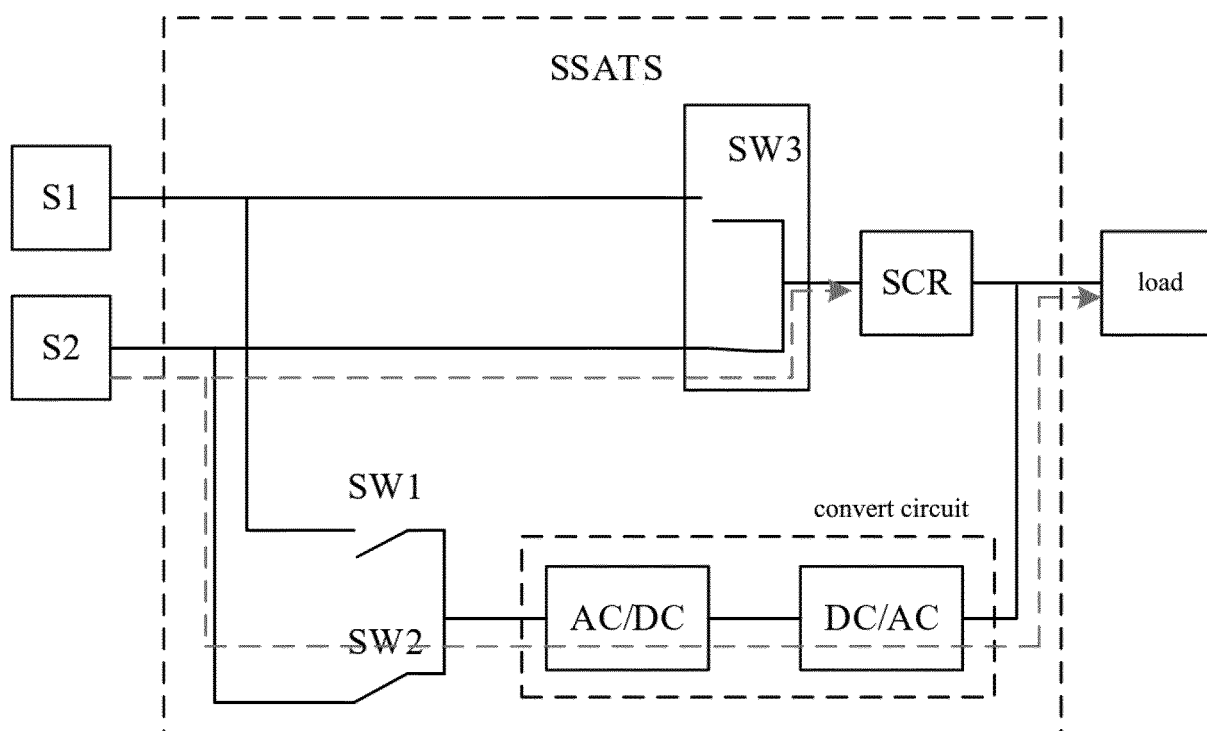 SSATS
SW3
S1
SCR
load
S2
SW1
convert circuit
AC/DC
DC/AC
SW2